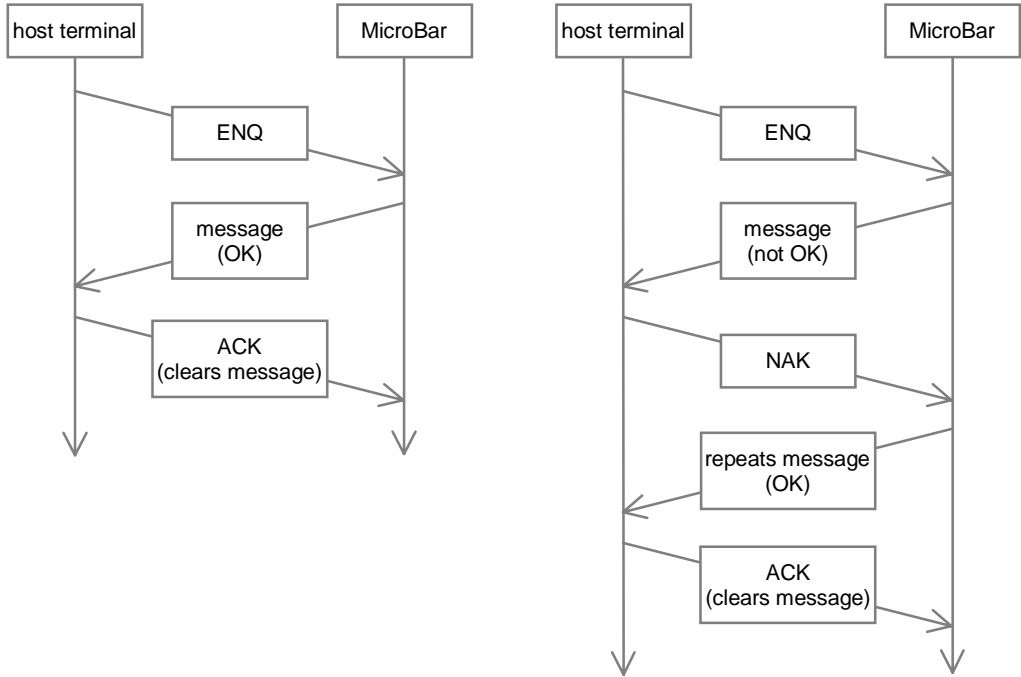 host terminal
MicroBar
ENQ
message
(OK)
ACK
(clears message)
host terminal
MicroBar
ENQ
message
(not OK)
NAK
repeats message
(OK)
ACK
(clears message)